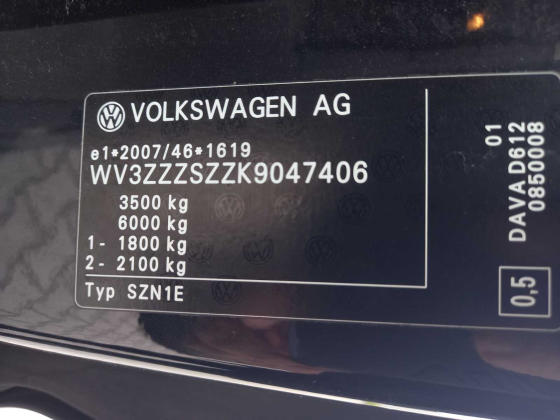 VOLKSWAGEN AG
e1*2007/46*1619
WV3ZZZSZZK9047406
3500 kg
6000 kg
1- 1800 kg
2- 2100 kg
Typ SZN1E
01
DAVA D612
0850008
0,5